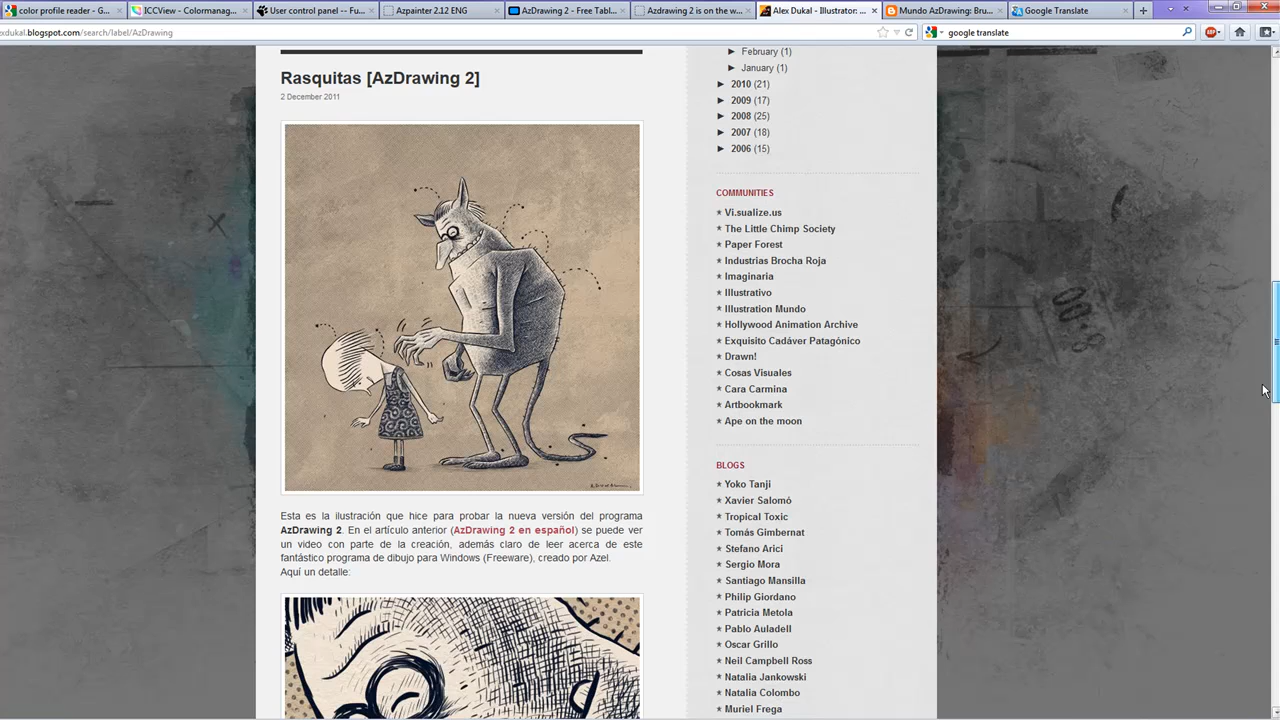 color profile reader - G...
ICCView - Colormanag...
User control panel -- Fu...
Azpainter 2.12 ENG
AzDrawing 2 - Free Tabl...
Azdrawing 2 is on the w...
Alex Dukal - Illustrator: ...
Mundo AzDrawing: Bru...
Google Translate
xdukal.blogspot.com/search/label/AzDrawing
google translate
Rasquitas [AzDrawing 2]
2 December 2011
Esta es la ilustración que hice para probar la nueva versión del programa
AzDrawing 2. En el artículo anterior (AzDrawing 2 en español) se puede ver
un video con parte de la creación, además claro de leer acerca de este
fantástico programa de dibujo para Windows (Freeware), creado por Azel.
Aquí un detalle:
► February (1)
► January (1)
► 2010 (21)
► 2009 (17)
► 2008 (25)
► 2007 (18)
► 2006 (15)
COMMUNITIES
* Vi.sualize.us
* The Little Chimp Society
* Paper Forest
* Industrias Brocha Roja
* Imaginaria
* Illustrativo
* Illustration Mundo
* Hollywood Animation Archive
* Exquisito Cadáver Patagónico
* Drawn!
* Cosas Visuales
* Cara Carmina
* Artbookmark
* Ape on the moon
BLOGS
* Yoko Tanji
* Xavier Salomó
* Tropical Toxic
* Tomás Gimbernat
* Stefano Arici
* Sergio Mora
* Santiago Mansilla
* Philip Giordano
* Patricia Metola
* Pablo Auladell
* Oscar Grillo
* Neil Campbell Ross
* Natalia Jankowski
* Natalia Colombo
* Muriel Frega